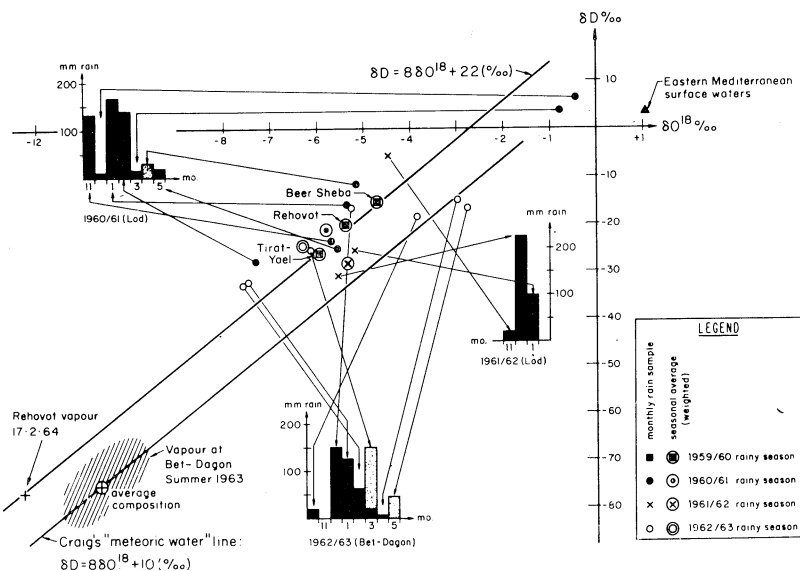 δD‰
mm rain
200
100
11 1 3 5 mo.
1960/61 (Lod)
δD = 8δO¹⁸ + 22 (‰)
10
Eastern Mediterranean
surface waters
-12 -7 -6 -5 -4 -3 -2 -1 +1 δO¹⁸‰
-10
-20
-30
-40
-50
-60
Beer Sheba
Rehovot
Tirat-
Yael
mm rain
200
100
mo. 11 1
1961/62 (Lod)
LEGEND
monthly rain sample
seasonal average
(weighted)
1959/60 rainy season
1960/61 rainy season
1961/62 rainy season
1962/63 rainy season
Rehovot vapour
17·2·64
Vapour at
Bet-Dagon
Summer 1963
average
composition
Craig's "meteoric water" line:
δD=8δO¹⁸+10(‰)
mm rain
200
100
11 1 3 5 mo.
1962/63 (Bet-Dagon)